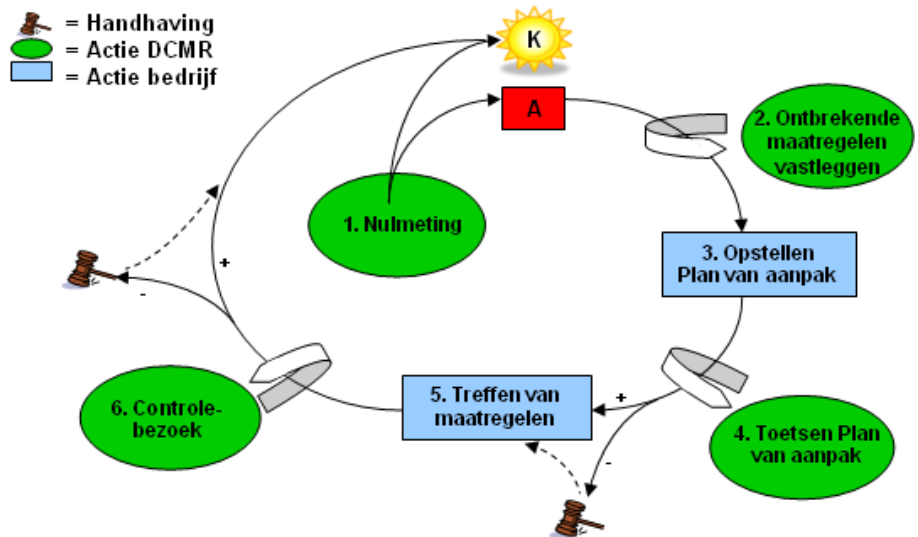 = Handhaving
= Actie DCMR
= Actie bedrijf
K
A
1. Nulmeting
2. Ontbrekende
maatregelen
vastleggen
3. Opstellen
Plan van aanpak
4. Toetsen Plan
van aanpak
+
-
5. Treffen van
maatregelen
6. Controle-
bezoek
+
-